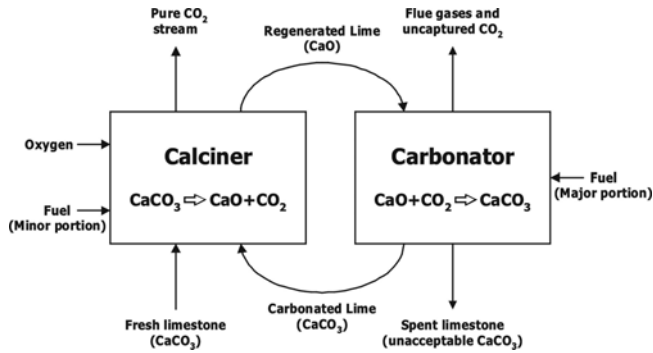 Pure CO₂
stream
Regenerated Lime
(CaO)
Flue gases and
uncaptured CO₂
Oxygen
Calciner
CaCO₃⇨CaO+CO₂
Fuel
(Minor portion)
Carbonator
CaO+CO₂⇨CaCO₃
Fuel
(Major portion)
Fresh limestone
(CaCO₃)
Carbonated Lime
(CaCO₃)
Spent limestone
(unacceptable CaCO₃)